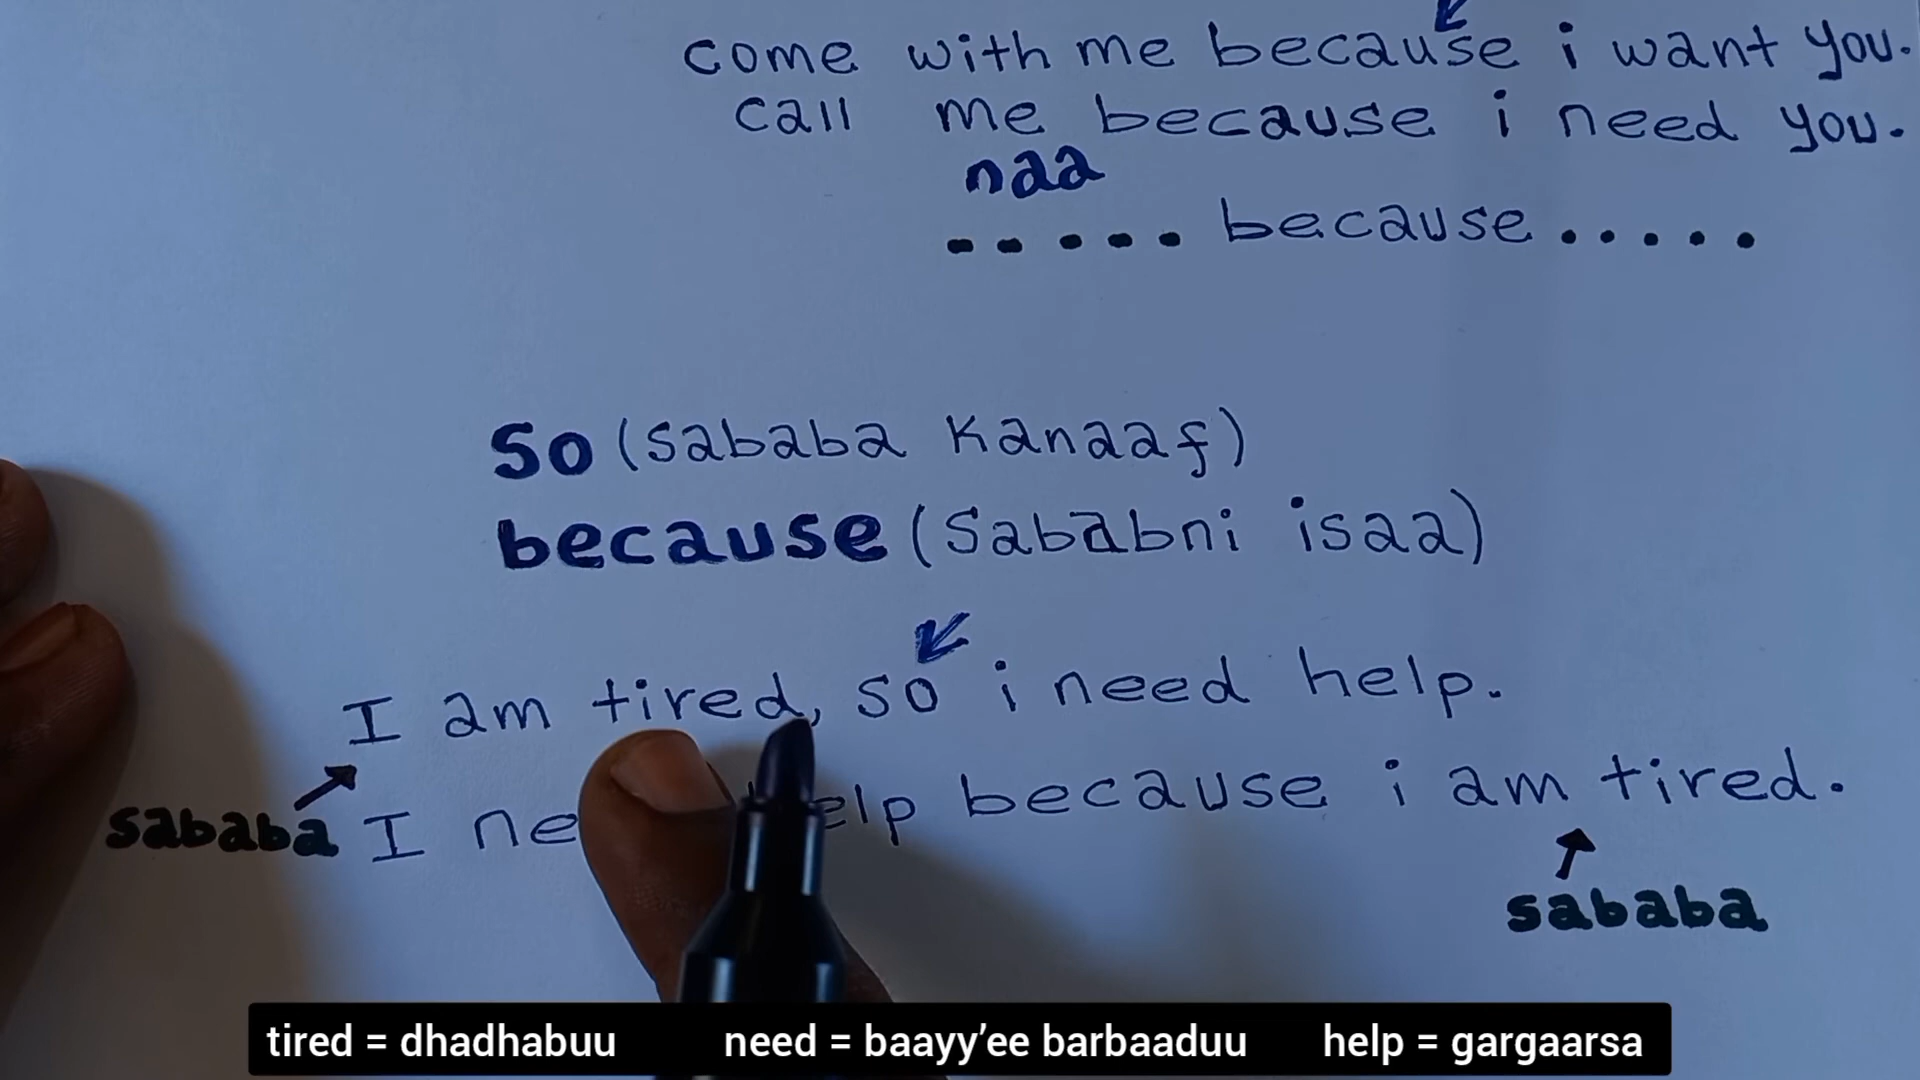 come with me because i want you.
call me because i need you.
naa
----- because .....
So (sababa Kanaaf)
because (Sababni isaa)
I am tired, so i need help.
I ne elp because i am tired.
sababa
sababa
tired = dhadhabuu need = baayy’ee barbaaduu help = gargaarsa